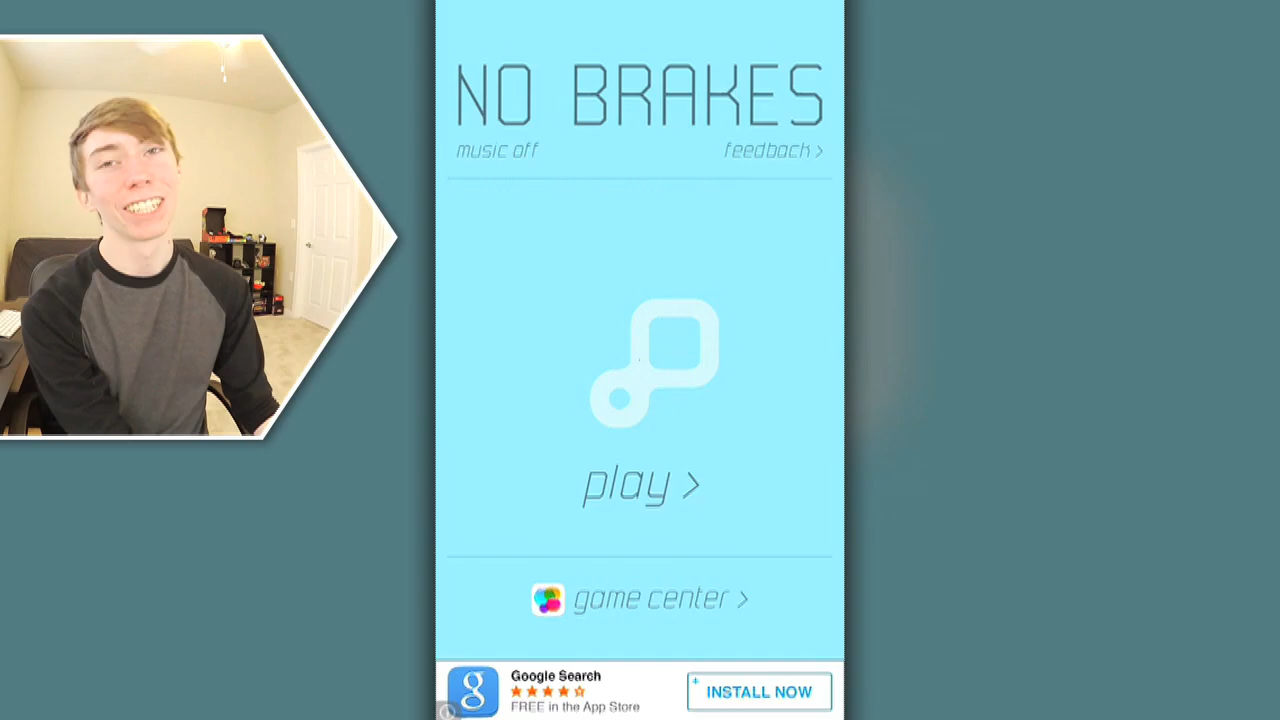 NO BRAKES
music off
feedback >
play >
game center >
g
Google Search
FREE in the App Store
+ INSTALL NOW